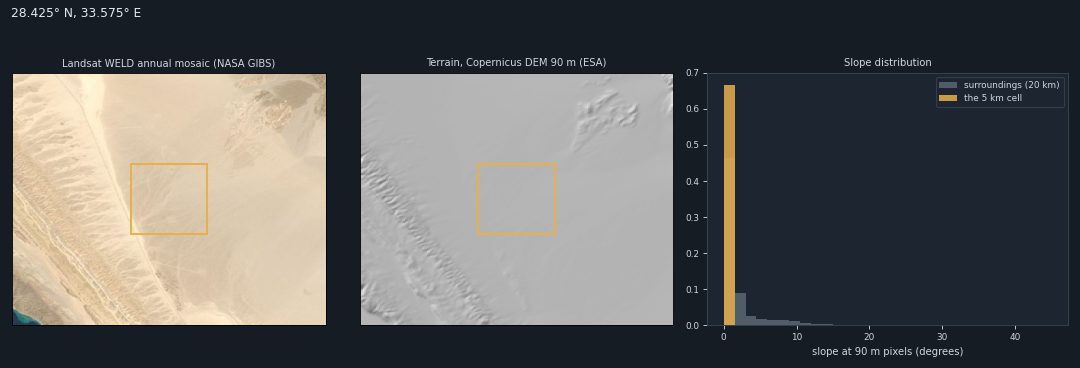 28.425° N, 33.575° E
Landsat WELD annual mosaic (NASA GIBS)
Terrain, Copernicus DEM 90 m (ESA)
Slope distribution
surroundings (20 km)
the 5 km cell
0.7
0.6
0.5
0.4
0.3
0.2
0.1
0.0
0 10 20 30 40
slope at 90 m pixels (degrees)